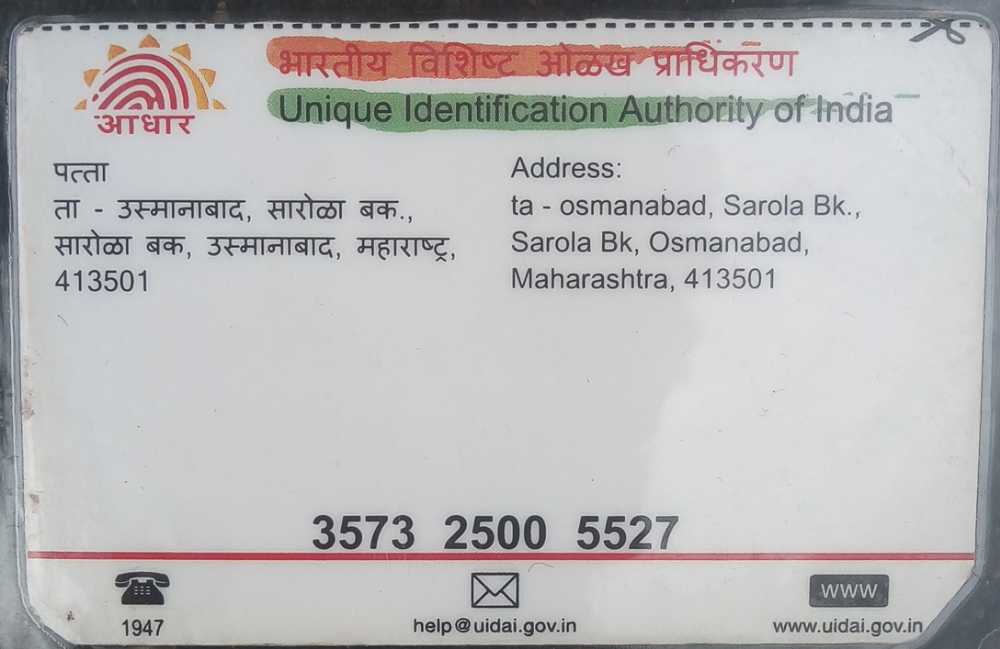 भारतीय विशिष्ट ओळख प्राधिकरण
Unique Identification Authority of India
आधार
पत्ता
ता - उस्मानाबाद, सारोळा बक.,
सारोळा बक, उस्मानाबाद, महाराष्ट्र,
413501
Address:
ta - osmanabad, Sarola Bk.,
Sarola Bk, Osmanabad,
Maharashtra, 413501
3573 2500 5527
1947
help@uidai.gov.in
www
www.uidai.gov.in